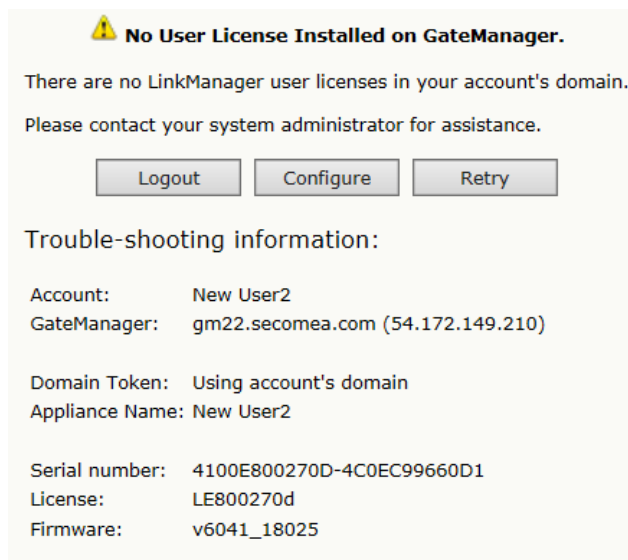 No User License Installed on GateManager.
There are no LinkManager user licenses in your account's domain.
Please contact your system administrator for assistance.
Logout Configure Retry
Trouble-shooting information:
Account: New User2
GateManager: gm22.secomea.com (54.172.149.210)
Domain Token: Using account's domain
Appliance Name: New User2
Serial number: 4100E800270D-4C0EC99660D1
License: LE800270d
Firmware: v6041_18025